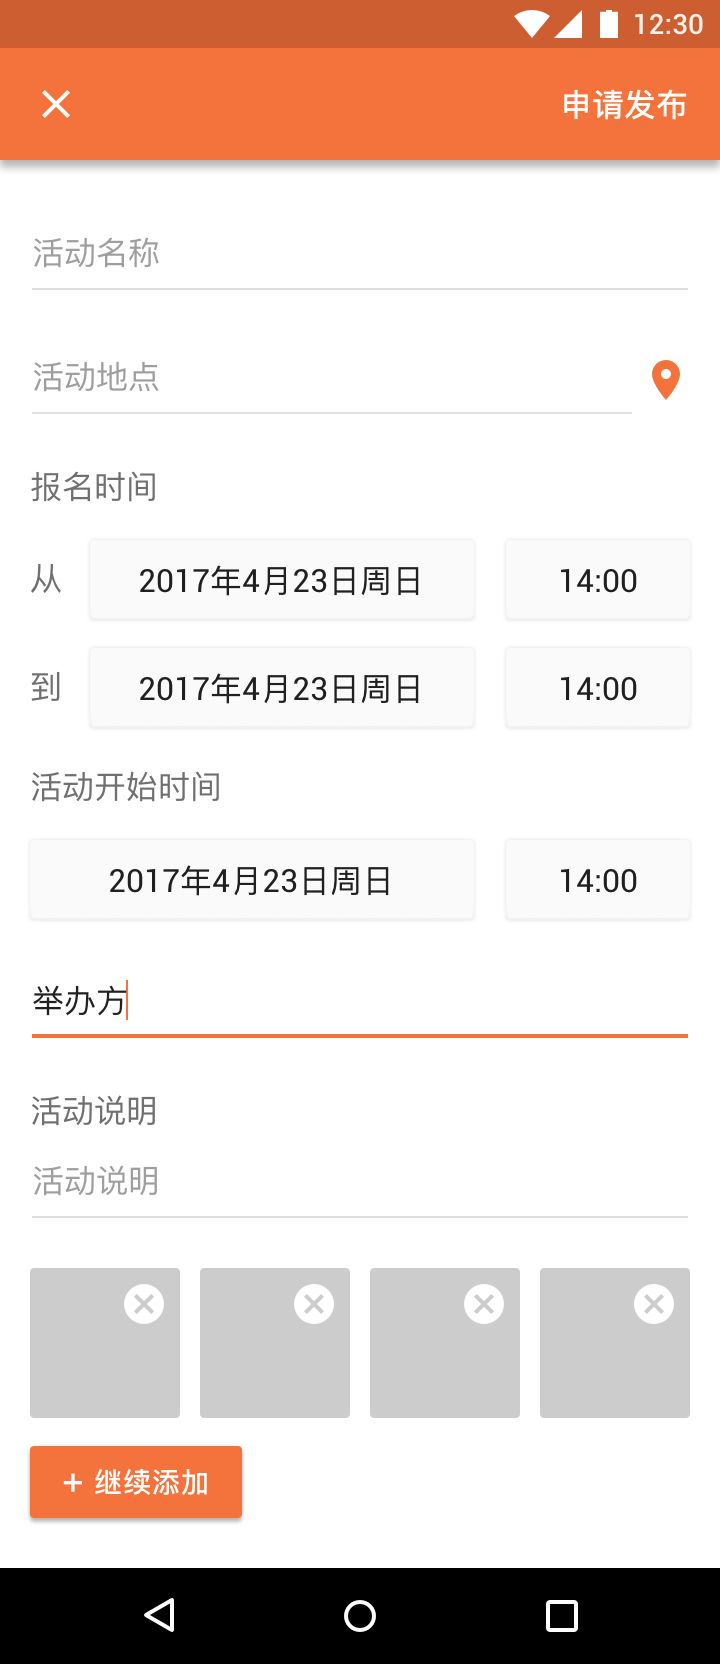 12:30
申请发布
活动名称
活动地点
报名时间
从 2017年4月23日周日 14:00
到 2017年4月23日周日 14:00
活动开始时间
2017年4月23日周日 14:00
举办方
活动说明
活动说明
+ 继续添加